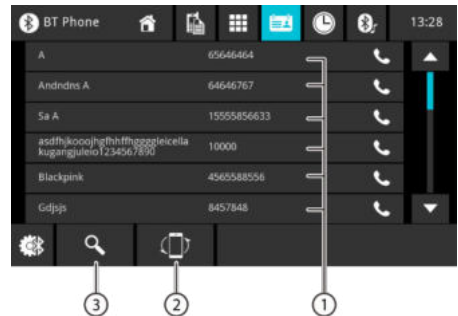 BT Phone 13:28
A 65646464
Andndns A 64646767
Sa A 15555856633
asdfhjkooojhgfhhffhggggleicella
kugangjuleio1234567890 10000
Blackpink 4565588556
Gdjsjs 8457848
3 2 1